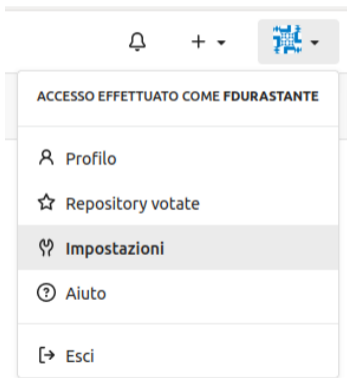 ACCESSO EFFETTUATO COME FDURASTANTE
Profilo
Repository votate
Impostazioni
Aiuto
Esci